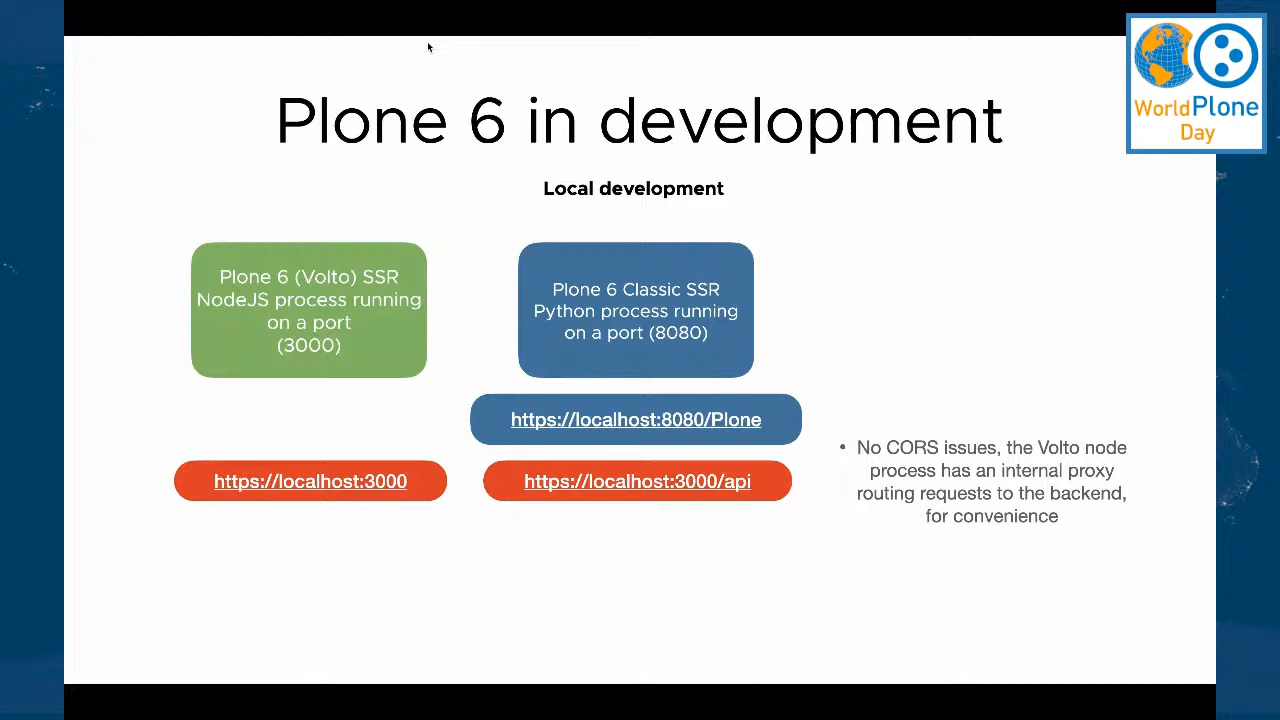 Plone 6 in development
WorldPlone
Day
Local development
Plone 6 (Volto) SSR
NodeJS process running
on a port
(3000)
Plone 6 Classic SSR
Python process running
on a port (8080)
https://localhost:8080/Plone
https://localhost:3000
https://localhost:3000/api
• No CORS issues, the Volto node
process has an internal proxy
routing requests to the backend,
for convenience